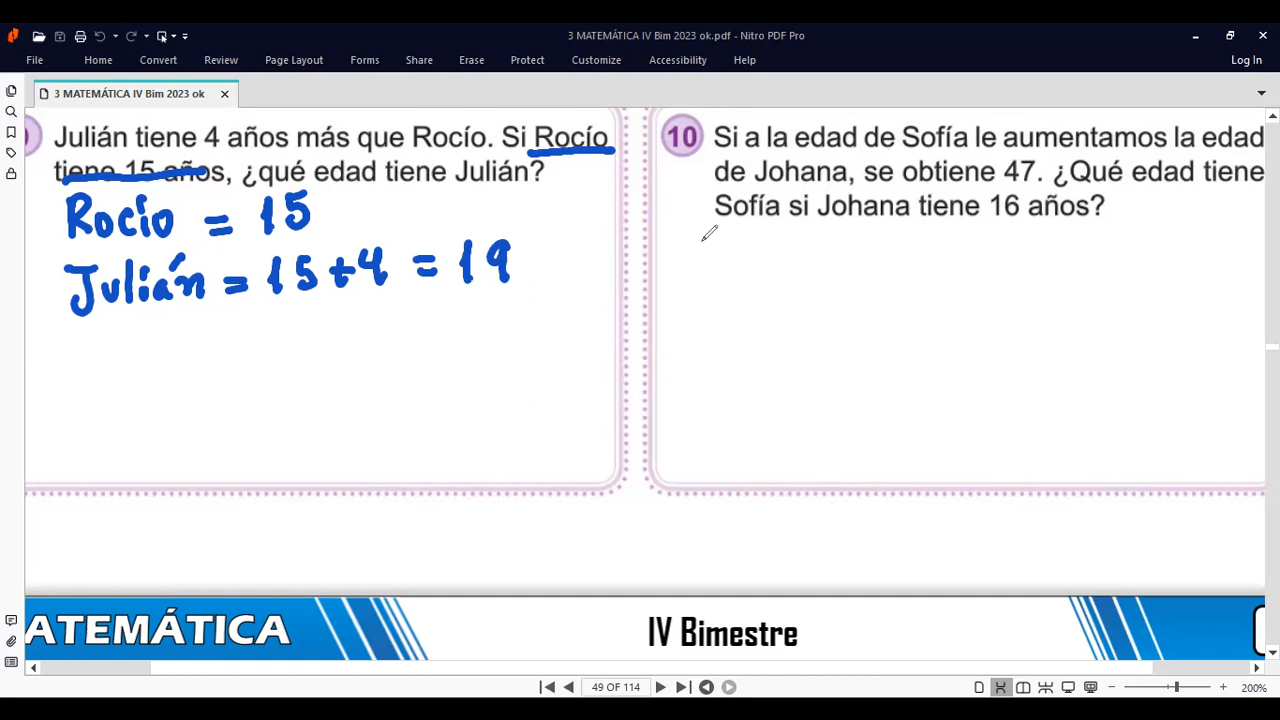 3 MATEMÁTICA IV Bim 2023 ok.pdf - Nitro PDF Pro
File Home Convert Review Page Layout Forms Share Erase Protect Customize Accessibility Help Log In
3 MATEMÁTICA IV Bim 2023 ok
Julián tiene 4 años más que Rocío. Si Rocío
tiene 15 años, ¿qué edad tiene Julián?
Rocío = 15
Julián = 15+4 = 19
10 Si a la edad de Sofía le aumentamos la edad
de Johana, se obtiene 47. ¿Qué edad tiene
Sofía si Johana tiene 16 años?
ATEMÁTICA
IV Bimestre
49 OF 114
200%